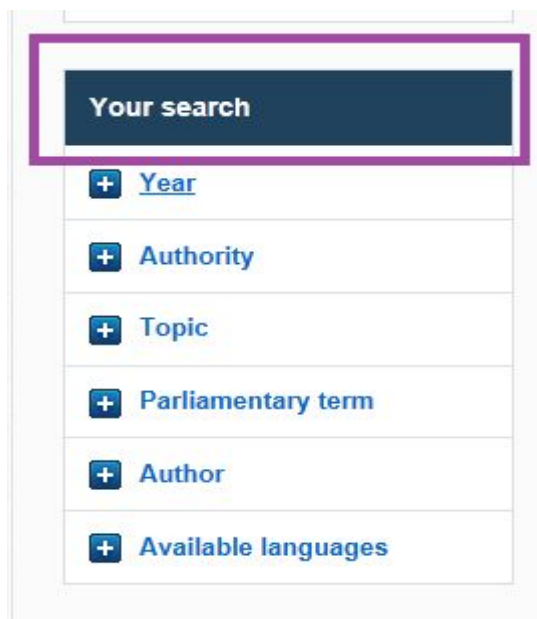 Your search
Year
Authority
Topic
Parliamentary term
Author
Available languages